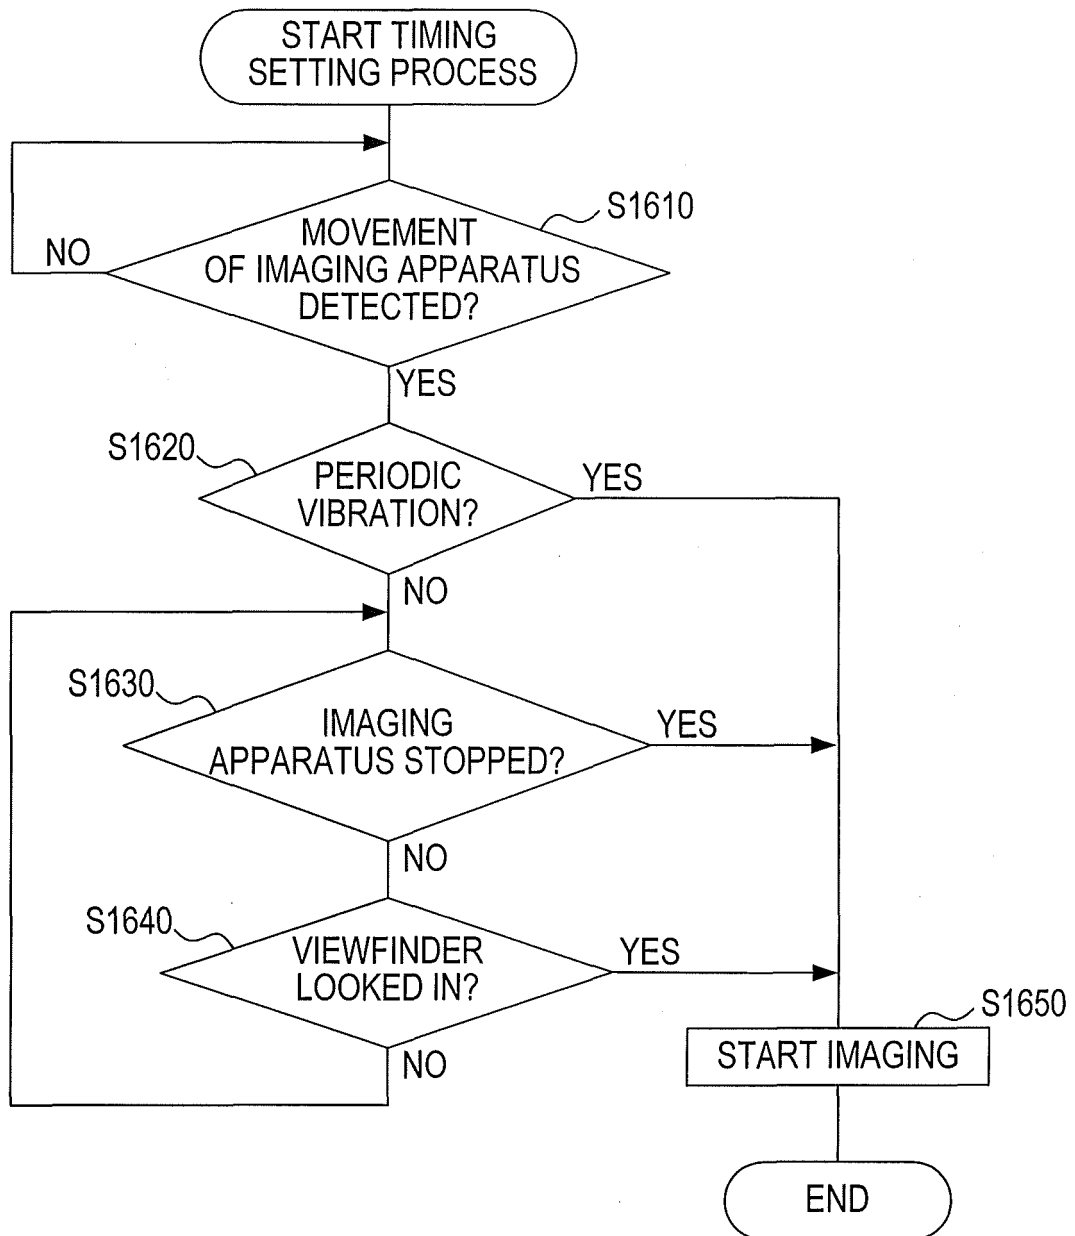 START TIMING
SETTING PROCESS
S1610
MOVEMENT
OF IMAGING APPARATUS
DETECTED?
NO
YES
S1620
PERIODIC
VIBRATION?
YES
NO
S1630
IMAGING
APPARATUS STOPPED?
YES
NO
S1640
VIEWFINDER
LOOKED IN?
YES
NO
S1650
START IMAGING
END